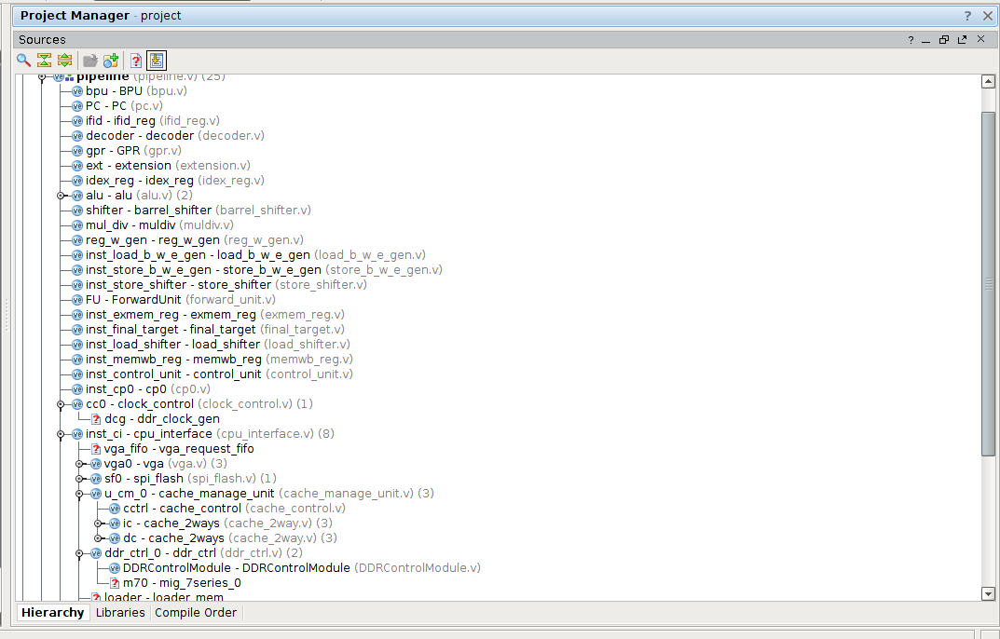 Project Manager - project
Sources
pipeline (pipeline.v) (25)
bpu - BPU (bpu.v)
PC - PC (pc.v)
ifid - ifid_reg (ifid_reg.v)
decoder - decoder (decoder.v)
gpr - GPR (gpr.v)
ext - extension (extension.v)
idex_reg - idex_reg (idex_reg.v)
alu - alu (alu.v) (2)
shifter - barrel_shifter (barrel_shifter.v)
mul_div - muldiv (muldiv.v)
reg_w_gen - reg_w_gen (reg_w_gen.v)
inst_load_b_w_e_gen - load_b_w_e_gen (load_b_w_e_gen.v)
inst_store_b_w_e_gen - store_b_w_e_gen (store_b_w_e_gen.v)
inst_store_shifter - store_shifter (store_shifter.v)
FU - ForwardUnit (forward_unit.v)
inst_exmem_reg - exmem_reg (exmem_reg.v)
inst_final_target - final_target (final_target.v)
inst_load_shifter - load_shifter (load_shifter.v)
inst_memwb_reg - memwb_reg (memwb_reg.v)
inst_control_unit - control_unit (control_unit.v)
inst_cp0 - cp0 (cp0.v)
cc0 - clock_control (clock_control.v) (1)
dcg - ddr_clock_gen
inst_ci - cpu_interface (cpu_interface.v) (8)
vga_fifo - vga_request_fifo
vga0 - vga (vga.v) (3)
sf0 - spi_flash (spi_flash.v) (1)
u_cm_0 - cache_manage_unit (cache_manage_unit.v) (3)
cctrl - cache_control (cache_control.v)
ic - cache_2ways (cache_2way.v) (3)
dc - cache_2ways (cache_2way.v) (3)
ddr_ctrl_0 - ddr_ctrl (ddr_ctrl.v) (2)
DDRControlModule - DDRControlModule (DDRControlModule.v)
m70 - mig_7series_0
loader - loader_mem
Hierarchy Libraries Compile Order